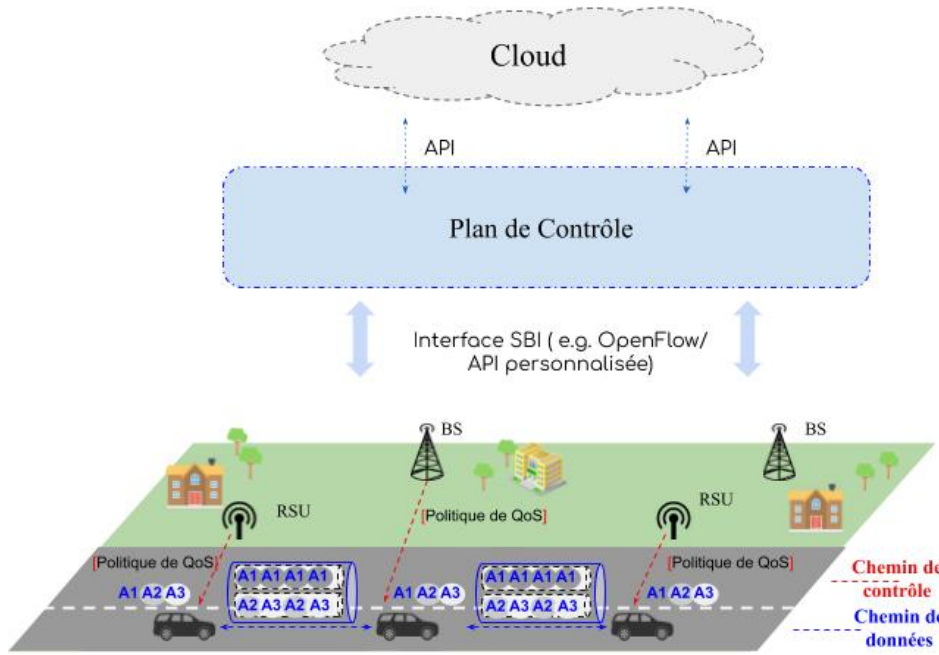 Cloud
API
API
Plan de Contrôle
Interface SBI ( e.g. OpenFlow/
API personnalisée)
BS
BS
RSU
RSU
[Politique de QoS]
[Politique de QoS]
[Politique de QoS]
A1 A2 A3
A1 A1 A1 A1
A2 A3 A2 A3
A1 A2 A3
A1 A1 A1 A1
A2 A3 A2 A3
A1 A2 A3
Chemin de
contrôle
Chemin de
données